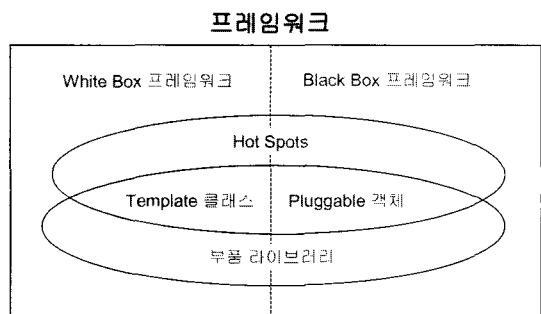 프레임워크
White Box 프레임워크
Black Box 프레임워크
Hot Spots
Template 클래스
Pluggable 객체
부품 라이브러리